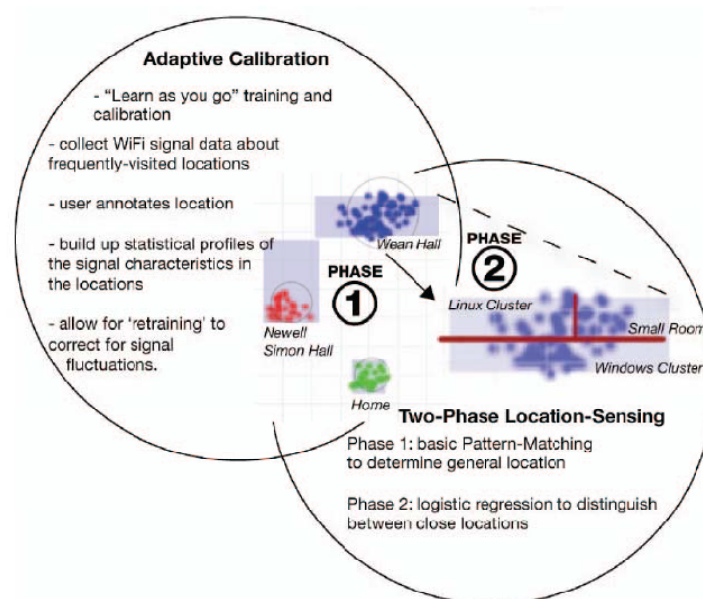 Adaptive Calibration
- “Learn as you go” training and
calibration
- collect WiFi signal data about
frequently-visited locations
- user annotates location
- build up statistical profiles of
the signal characteristics in
the locations
- allow for ‘retraining’ to
correct for signal
fluctuations.
Wean Hall
PHASE
1
Newell
Simon Hall
Home
PHASE
2
Linux Cluster
Small Room
Windows Cluster
Two-Phase Location-Sensing
Phase 1: basic Pattern-Matching
to determine general location
Phase 2: logistic regression to distinguish
between close locations